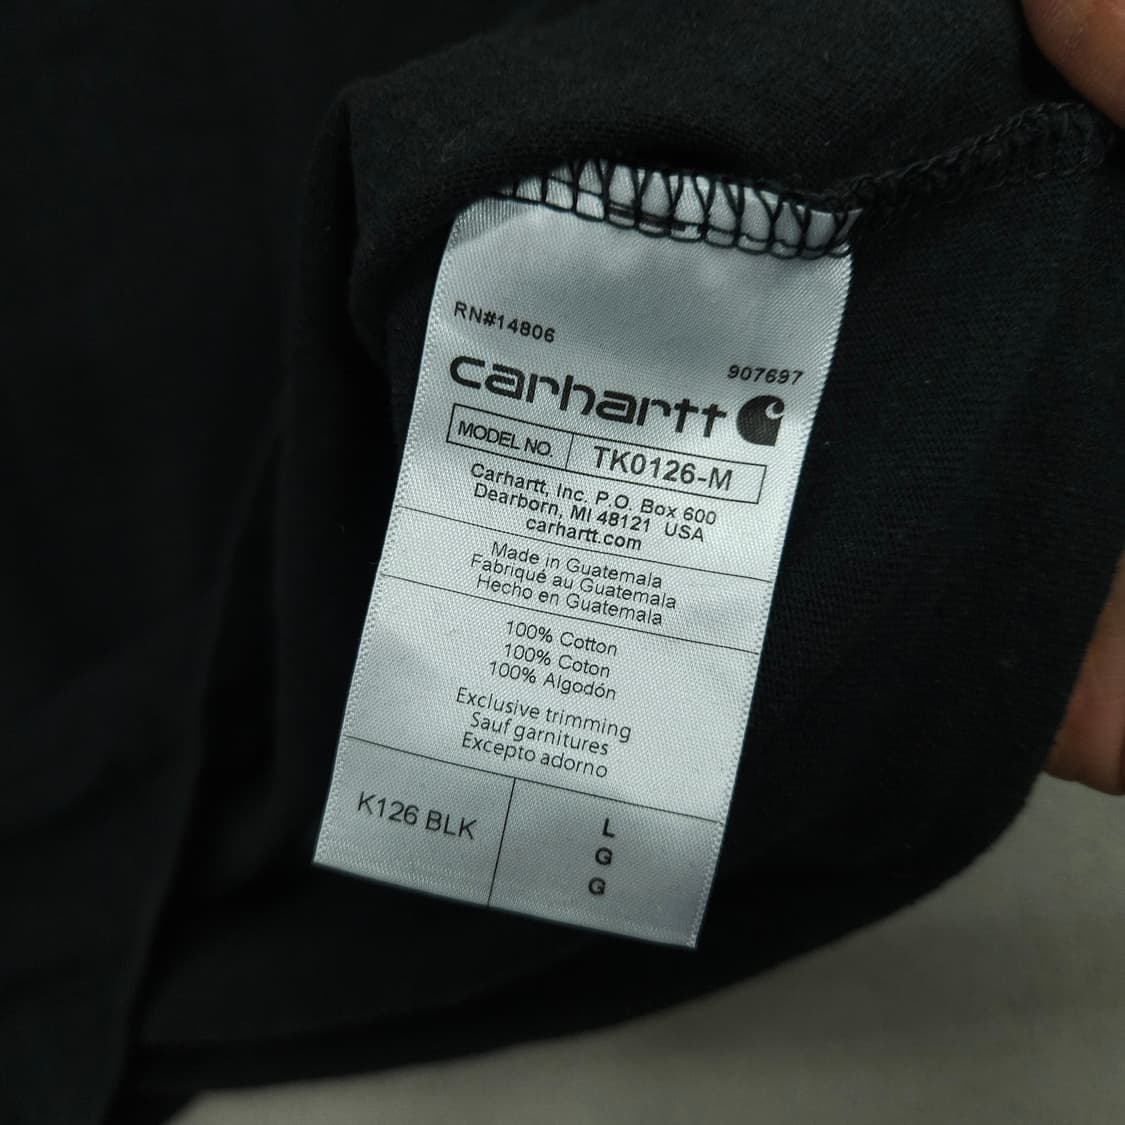 RN#14806
907697
carhartt
MODEL NO. TK0126-M
Carhartt, Inc. P.O. Box 600
Dearborn, MI 48121 USA
carhartt.com
Made in Guatemala
Fabriqué au Guatemala
Hecho en Guatemala
100% Cotton
100% Coton
100% Algodón
Exclusive trimming
Sauf garnitures
Excepto adorno
K126 BLK
L
G
G